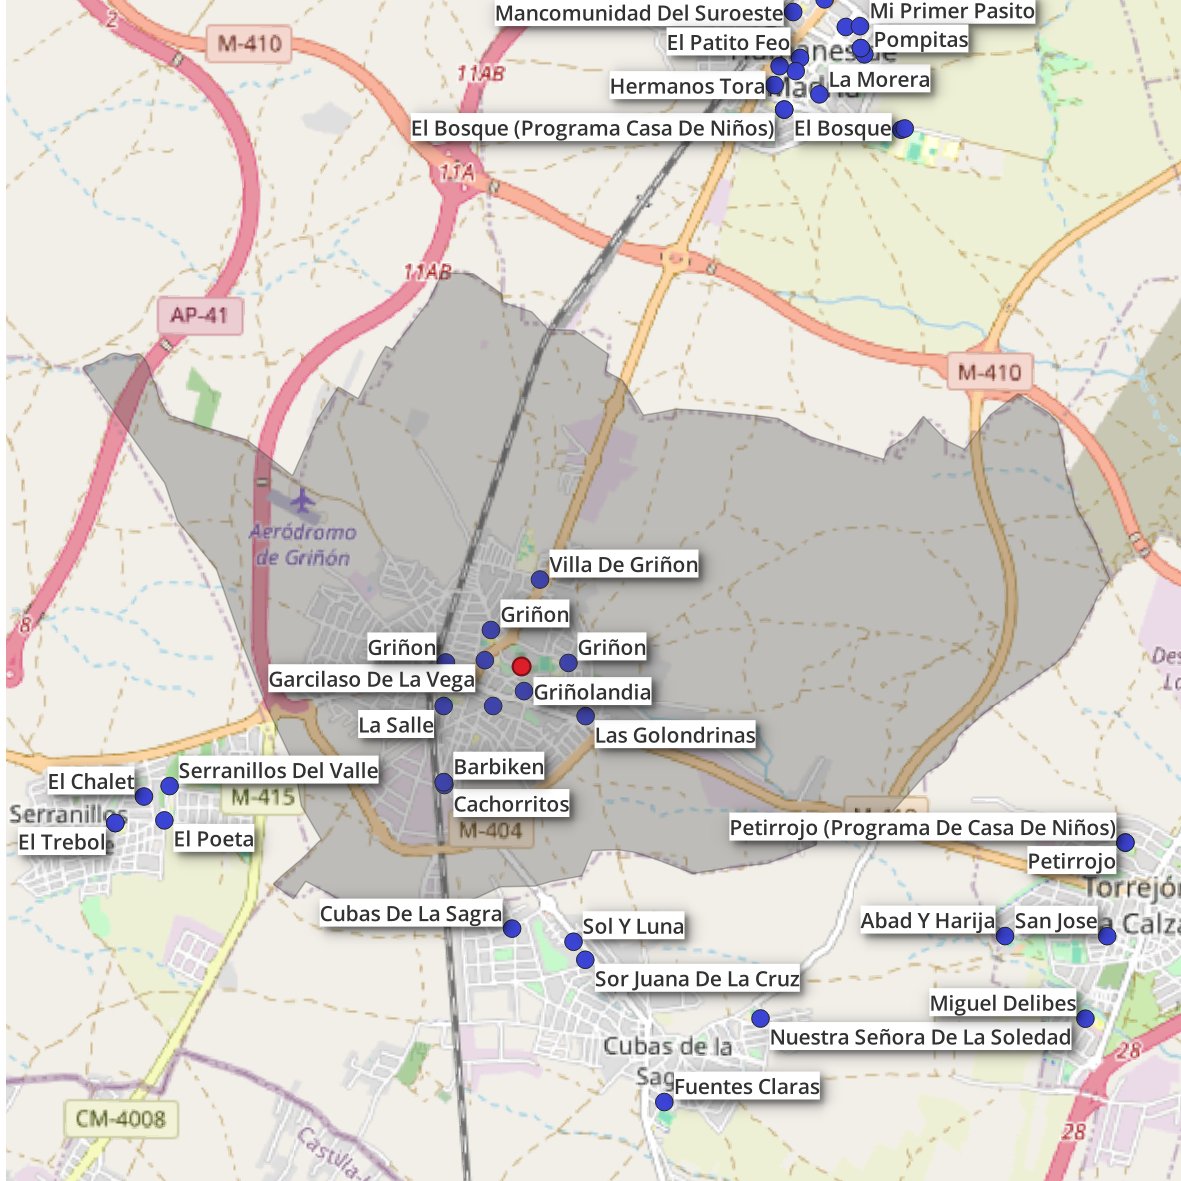 Mancomunidad Del Suroeste
Mi Primer Pasito
2
M-410
El Patito Feo
Pompitas
11AB
Hermanos Tora
La Morera
El Bosque (Programa Casa De Niños)
El Bosque
11A
11AB
AP-41
M-410
Aeródromo
de Griñón
Villa De Griñon
Griñon
8
Griñon
Griñon
Garcilaso De La Vega
Griñolandia
La Salle
Las Golondrinas
Barbiken
El Chalet
Serranillos Del Valle
M-415
Cachorritos
Serranillos
El Trebol
El Poeta
M-404
Petirrojo (Programa De Casa De Niños)
Petirrojo
Cubas De La Sagra
Sol Y Luna
Abad Y Harija
San Jose
Sor Juana De La Cruz
Miguel Delibes
Nuestra Señora De La Soledad
Cubas de la
Sag
28
Fuentes Claras
CM-4008
28